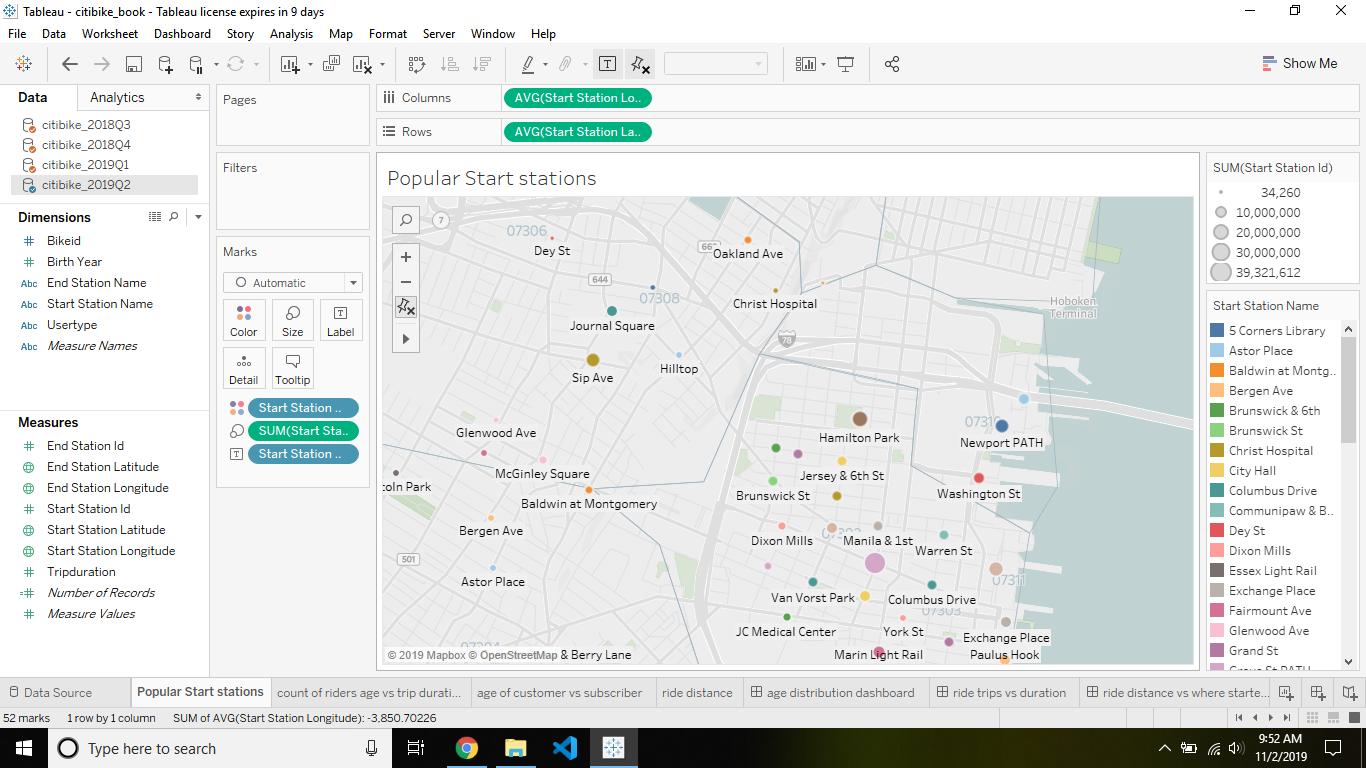 Tableau - citibike_book - Tableau license expires in 9 days
File Data Worksheet Dashboard Story Analysis Map Format Server Window Help
Show Me
Data Analytics
citibike_2018Q3
citibike_2018Q4
citibike_2019Q1
citibike_2019Q2
Dimensions
Bikeid
Birth Year
Abc End Station Name
Abc Start Station Name
Abc Usertype
Abc Measure Names
Measures
End Station Id
End Station Latitude
End Station Longitude
Start Station Id
Start Station Latitude
Start Station Longitude
Tripduration
Number of Records
Measure Values
Pages
Filters
Marks
Automatic
Color Size Label
Detail Tooltip
Start Station ..
SUM(Start Sta..
Start Station ..
Columns AVG(Start Station Lo..
Rows AVG(Start Station La..
Popular Start stations
7
07306
Dey St
Oakland Ave
644
07308
Christ Hospital
Hoboken
Terminal
Journal Square
78
Hilltop
Sip Ave
Hamilton Park
Newport PATH
Glenwood Ave
McGinley Square
Jersey & 6th St
coln Park
Baldwin at Montgomery
Brunswick St
Washington St
Bergen Ave
Dixon Mills
Manila & 1st
Warren St
501
Astor Place
07311
Van Vorst Park
Columbus Drive
07303
JC Medical Center
York St
Exchange Place
© 2019 Mapbox © OpenStreetMap & Berry Lane
Marin Light Rail
Paulus Hook
SUM(Start Station Id)
34,260
10,000,000
20,000,000
30,000,000
39,321,612
Start Station Name
5 Corners Library
Astor Place
Baldwin at Montg..
Bergen Ave
Brunswick & 6th
Brunswick St
Christ Hospital
City Hall
Columbus Drive
Communipaw & B..
Dey St
Dixon Mills
Essex Light Rail
Exchange Place
Fairmount Ave
Glenwood Ave
Grand St
Data Source Popular Start stations count of riders age vs trip durati... age of customer vs subscriber ride distance age distribution dashboard ride trips vs duration ride distance vs where starte...
52 marks 1 row by 1 column SUM of AVG(Start Station Longitude): -3,850.70226
Type here to search
9:52 AM
11/2/2019